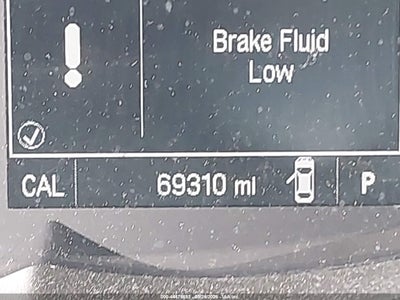 Brake Fluid
Low
CAL 69310 mi P